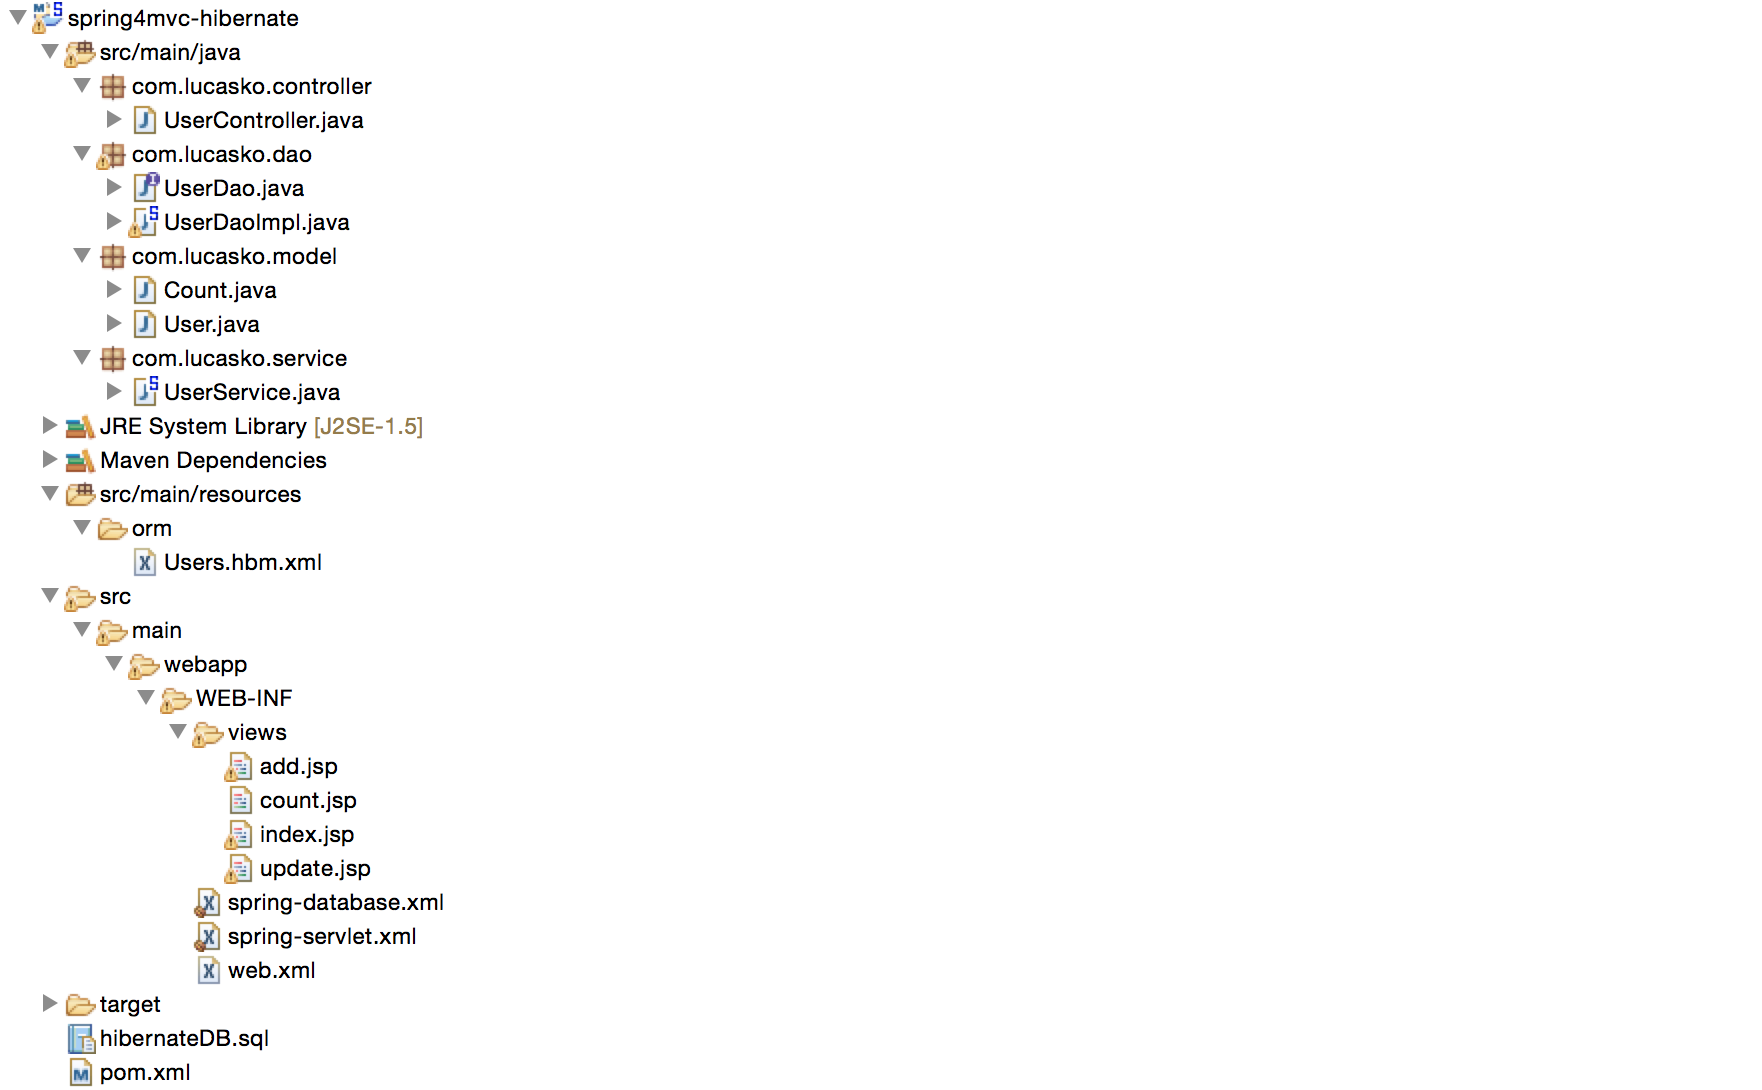 spring4mvc-hibernate
src/main/java
com.lucasko.controller
UserController.java
com.lucasko.dao
UserDao.java
UserDaoImpl.java
com.lucasko.model
Count.java
User.java
com.lucasko.service
UserService.java
JRE System Library [J2SE-1.5]
Maven Dependencies
src/main/resources
orm
Users.hbm.xml
src
main
webapp
WEB-INF
views
add.jsp
count.jsp
index.jsp
update.jsp
spring-database.xml
spring-servlet.xml
web.xml
target
hibernateDB.sql
pom.xml